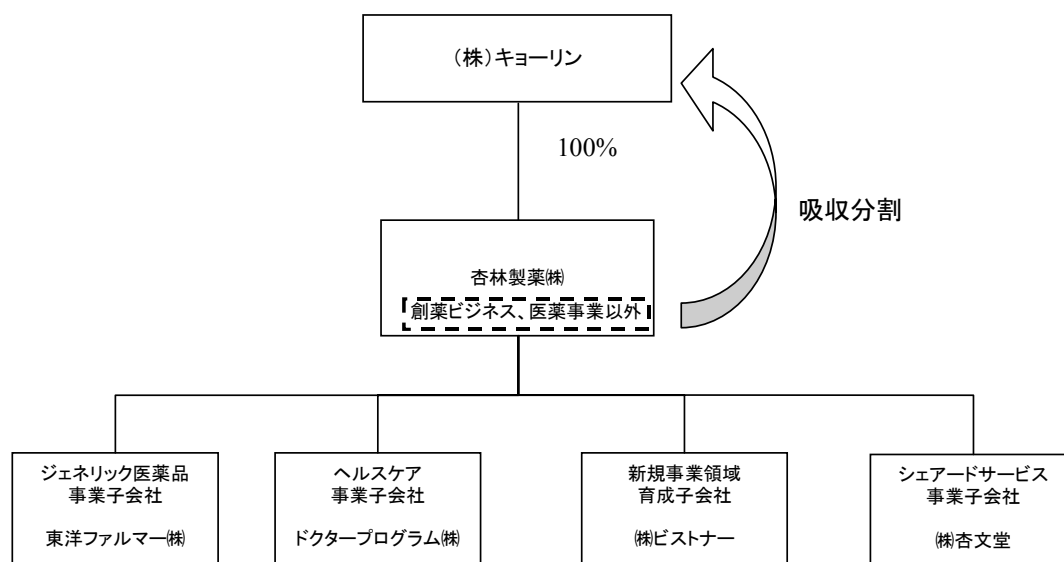 （株）キョーリン
100%
吸収分割
杏林製薬㈱
創薬ビジネス、医薬事業以外
ジェネリック医薬品
事業子会社
東洋ファルマー㈱
ヘルスケア
事業子会社
ドクタープログラム㈱
新規事業領域
育成子会社
㈱ビストナー
シェアードサービス
事業子会社
㈱杏文堂